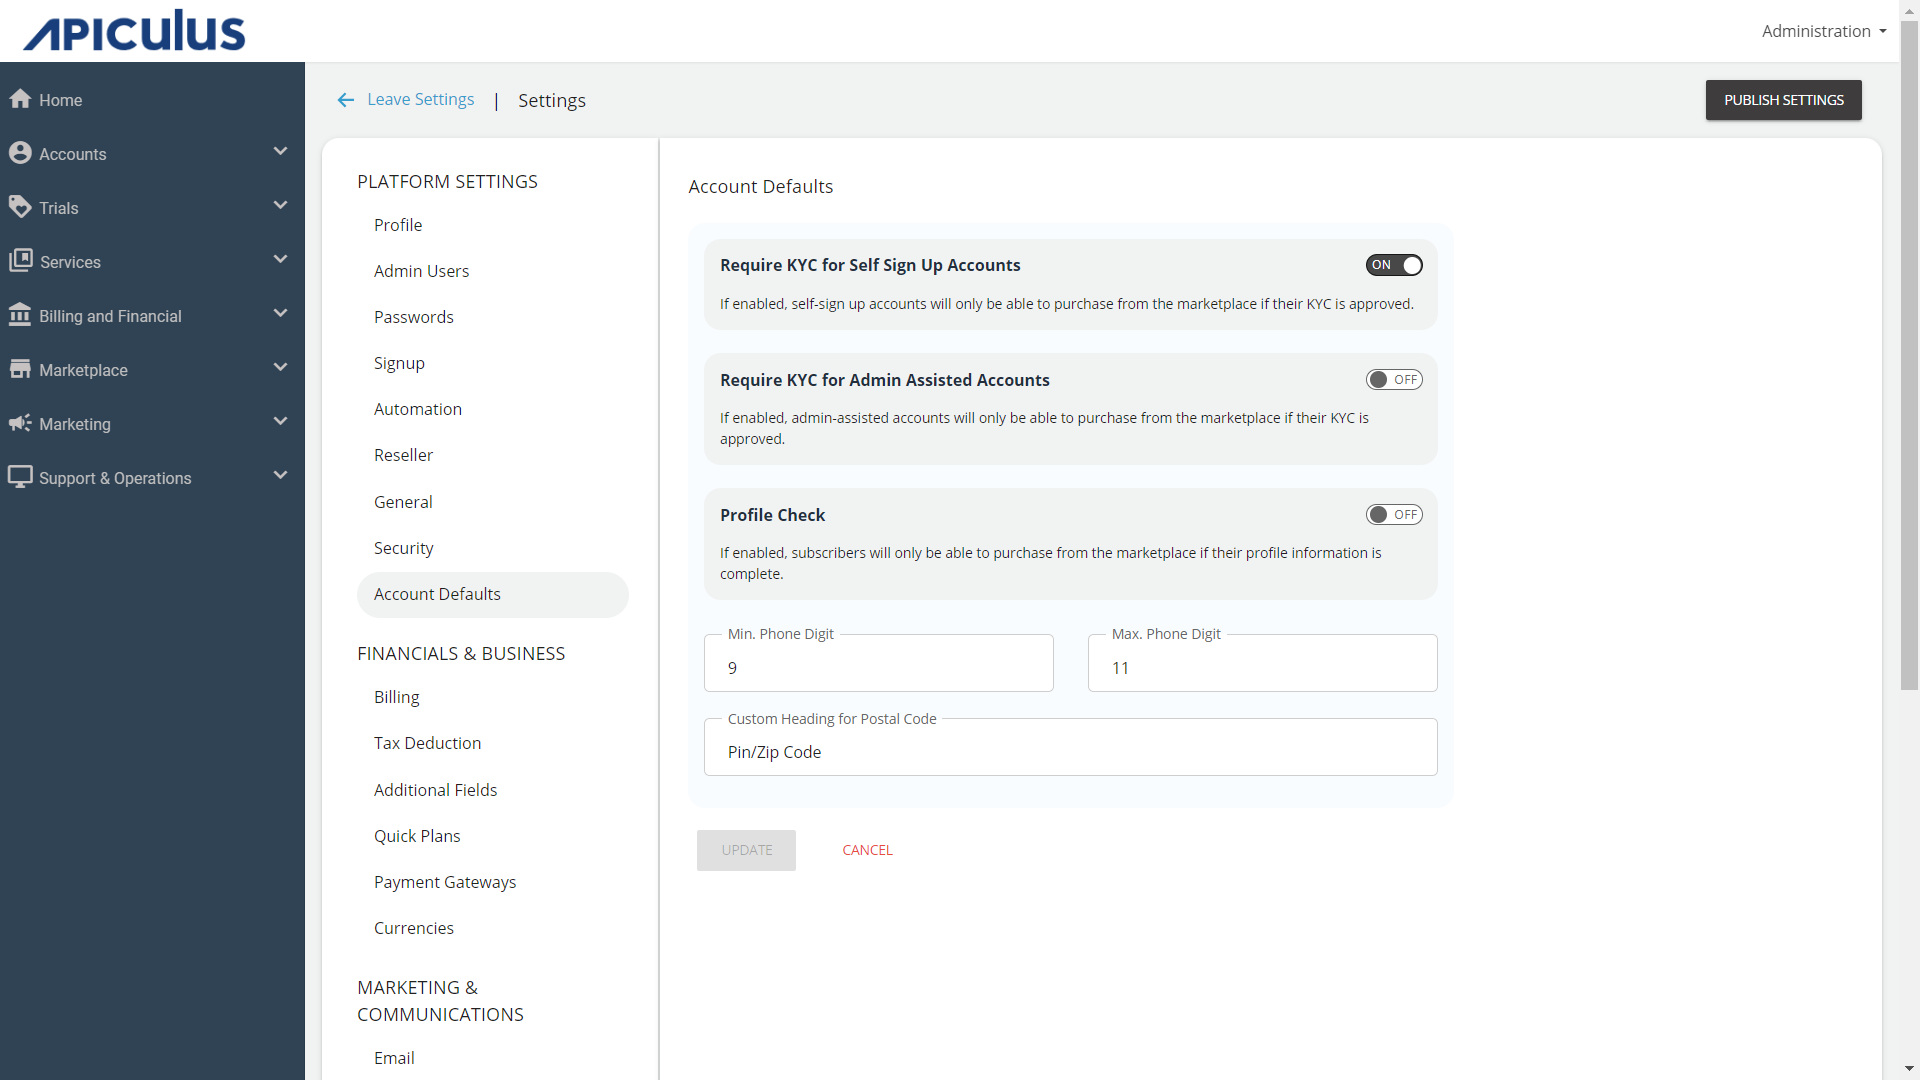 APICULUS
Administration
Home
Accounts
Trials
Services
Billing and Financial
Marketplace
Marketing
Support & Operations
Leave Settings | Settings
PUBLISH SETTINGS
PLATFORM SETTINGS
Profile
Admin Users
Passwords
Signup
Automation
Reseller
General
Security
Account Defaults
FINANCIALS & BUSINESS
Billing
Tax Deduction
Additional Fields
Quick Plans
Payment Gateways
Currencies
MARKETING &
COMMUNICATIONS
Email
Account Defaults
Require KYC for Self Sign Up Accounts
ON
If enabled, self-sign up accounts will only be able to purchase from the marketplace if their KYC is approved.
Require KYC for Admin Assisted Accounts
OFF
If enabled, admin-assisted accounts will only be able to purchase from the marketplace if their KYC is
approved.
Profile Check
OFF
If enabled, subscribers will only be able to purchase from the marketplace if their profile information is
complete.
Min. Phone Digit
9
Max. Phone Digit
11
Custom Heading for Postal Code
Pin/Zip Code
UPDATE
CANCEL